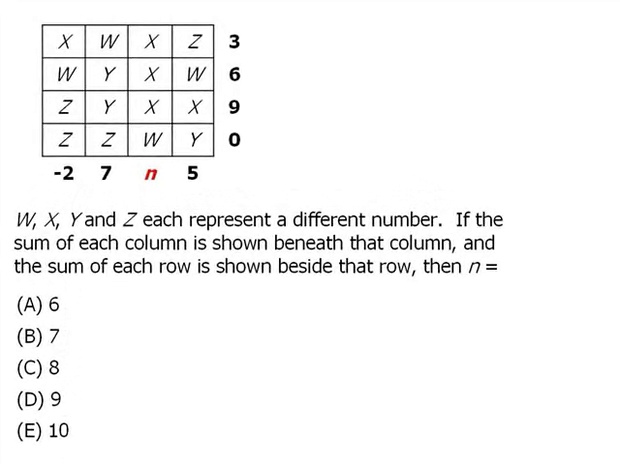 X W X Z 3
W Y X W 6
Z Y X X 9
Z Z W Y 0
-2 7 n 5
W, X, Y and Z each represent a different number. If the
sum of each column is shown beneath that column, and
the sum of each row is shown beside that row, then n =
(A) 6
(B) 7
(C) 8
(D) 9
(E) 10